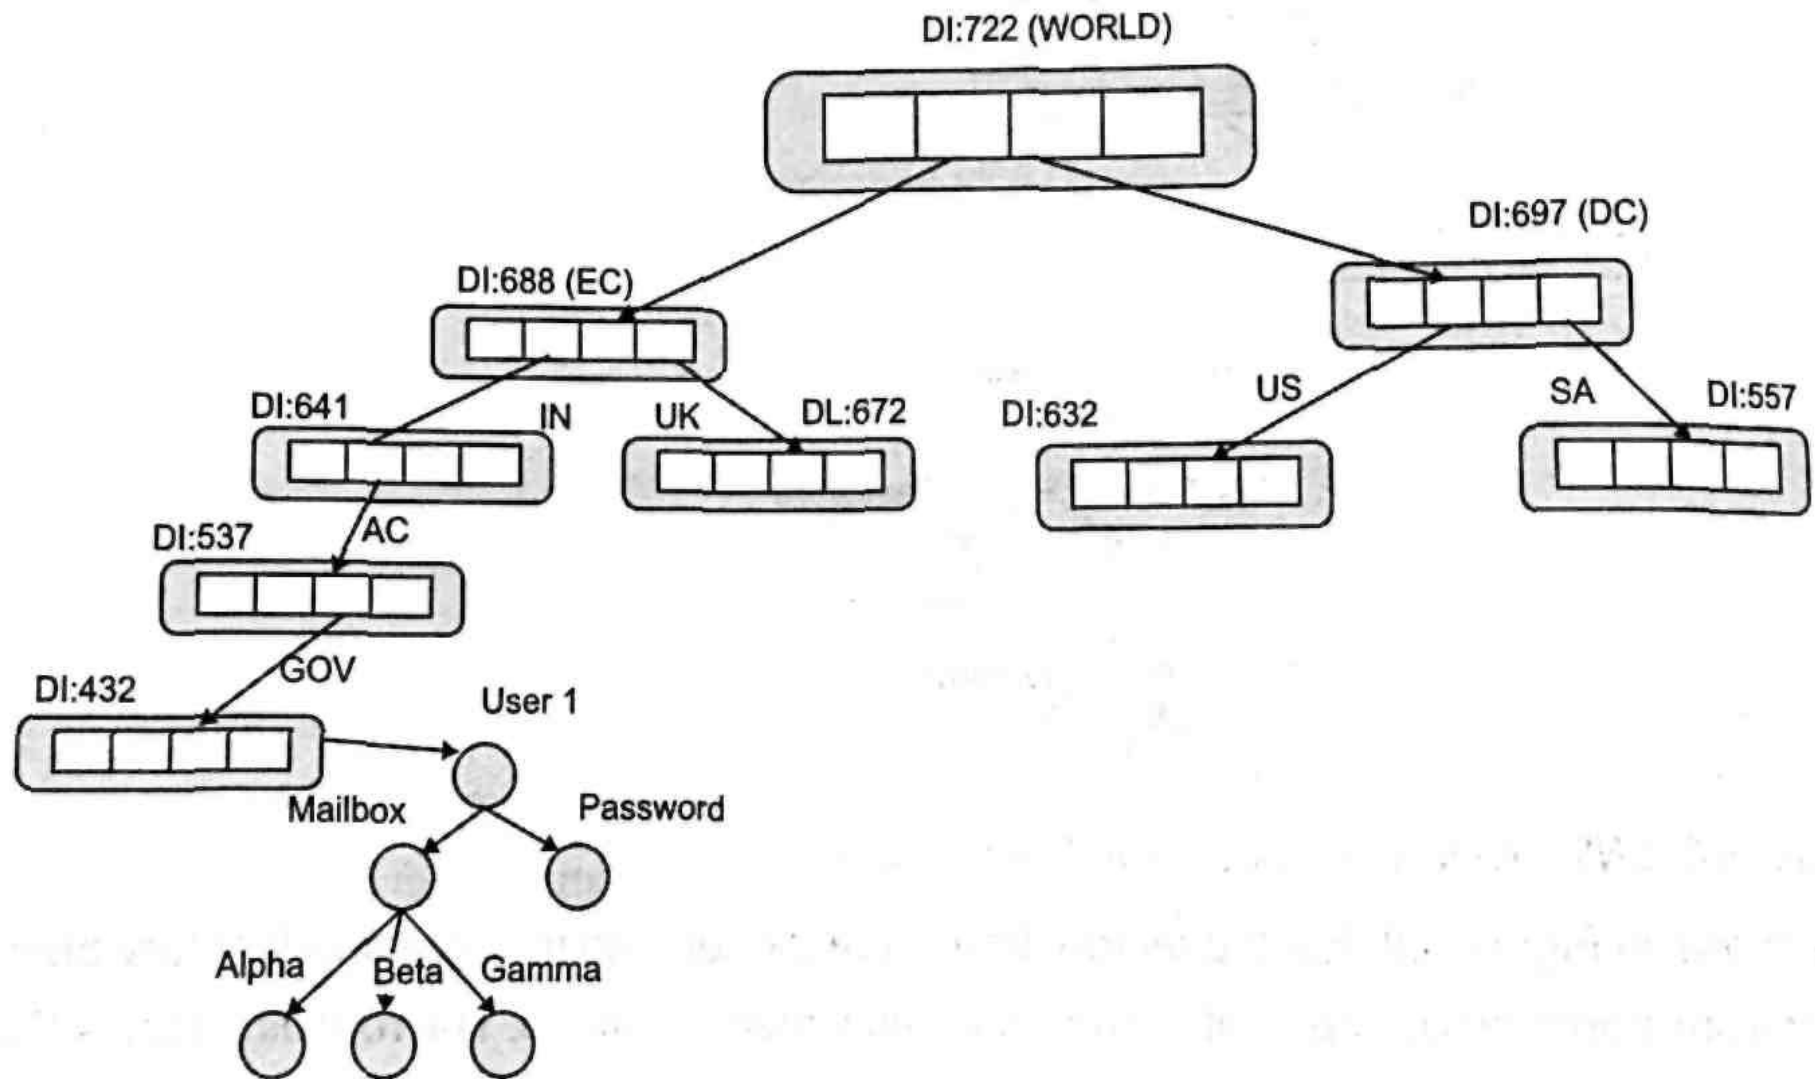 DI:722 (WORLD)
DI:697 (DC)
DI:688 (EC)
DI:641
IN
UK
DL:672
DI:632
US
SA
DI:557
DI:537
AC
GOV
DI:432
User 1
Mailbox
Password
Alpha
Beta
Gamma